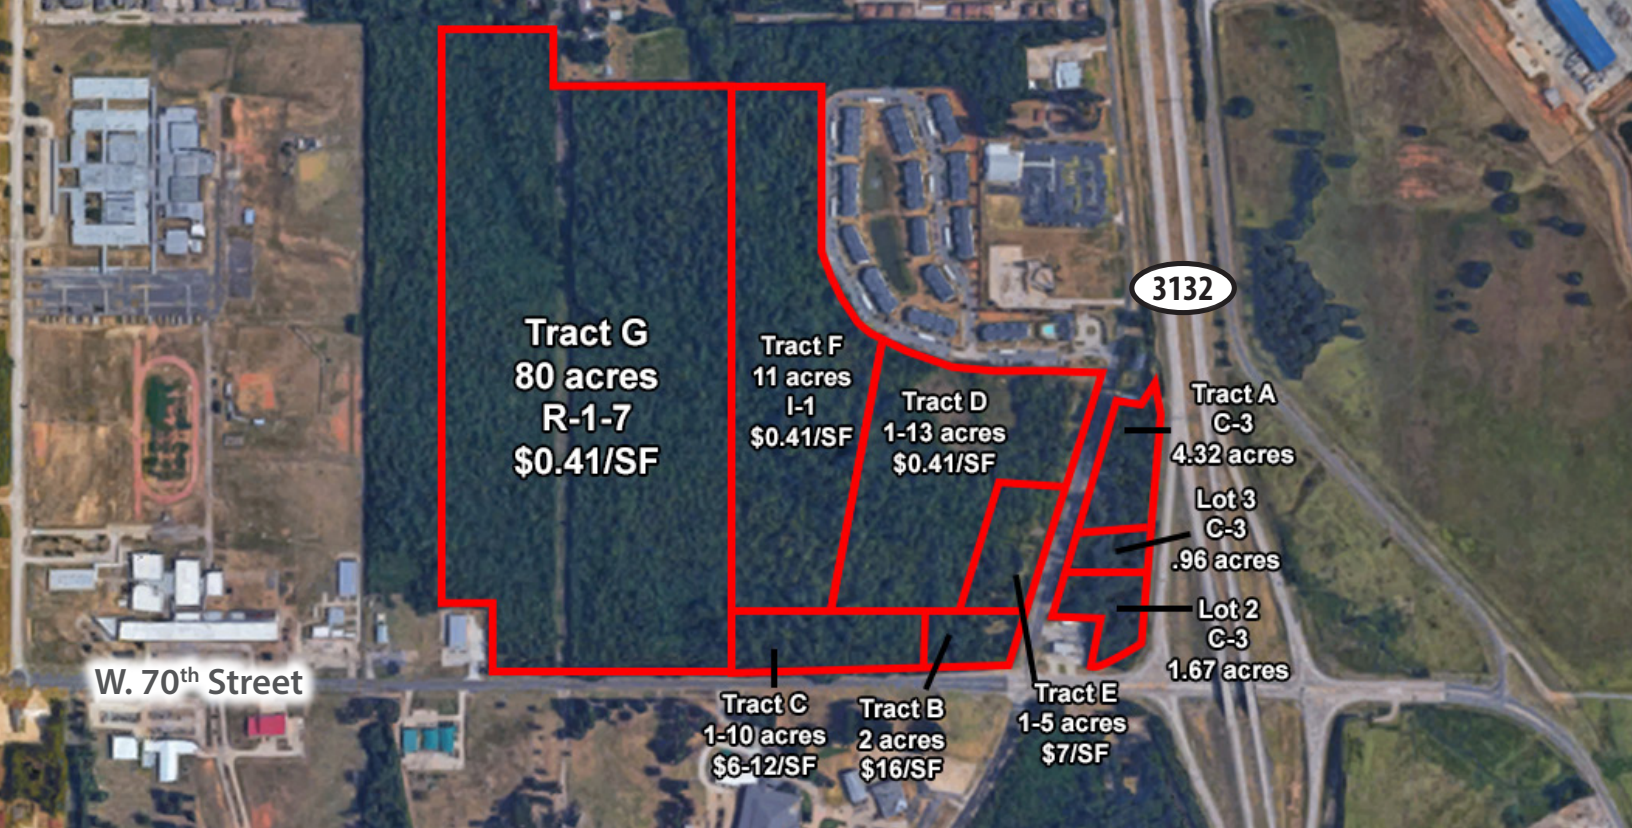 3132
Tract G
80 acres
R-1-7
$0.41/SF
Tract F
11 acres
I-1
$0.41/SF
Tract D
1-13 acres
$0.41/SF
Tract A
C-3
4.32 acres
Lot 3
C-3
.96 acres
Lot 2
C-3
1.67 acres
W. 70th Street
Tract C
1-10 acres
$6-12/SF
Tract B
2 acres
$16/SF
Tract E
1-5 acres
$7/SF